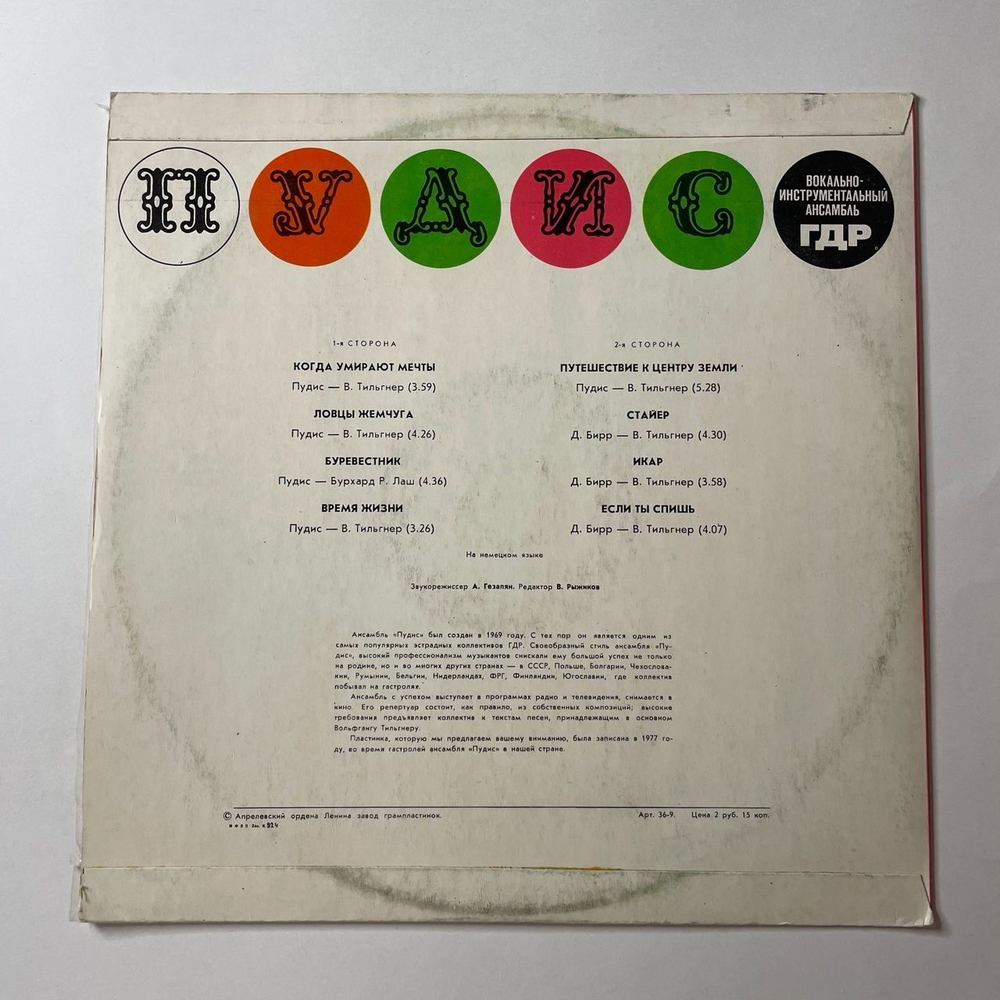 ПУДИС
ВОКАЛЬНО-
ИНСТРУМЕНТАЛЬНЫЙ
АНСАМБЛЬ
ГДР
1-я СТОРОНА
КОГДА УМИРАЮТ МЕЧТЫ
Пудис — В. Тильгнер (3.59)
ЛОВЦЫ ЖЕМЧУГА
Пудис — В. Тильгнер (4.26)
БУРЕВЕСТНИК
Пудис — Бурхард Р. Лаш (4.36)
ВРЕМЯ ЖИЗНИ
Пудис — В. Тильгнер (3.26)
2-я СТОРОНА
ПУТЕШЕСТВИЕ К ЦЕНТРУ ЗЕМЛИ
Пудис — В. Тильгнер (5.28)
СТАЙЕР
Д. Бирр — В. Тильгнер (4.30)
ИКАР
Д. Бирр — В. Тильгнер (3.58)
ЕСЛИ ТЫ СПИШЬ
Д. Бирр — В. Тильгнер (4.07)
На немецком языке
Звукорежиссер А. Гезалян. Редактор В. Рыжиков
Ансамбль «Пудис» был создан в 1969 году. С тех пор он является одним из
самых популярных эстрадных коллективов ГДР. Своеобразный стиль ансамбля «Пу-
дис», высокий профессионализм музыкантов снискали ему большой успех не только
на родине, но и во многих других странах — в СССР, Польше, Болгарии, Чехослова-
кии, Румынии, Бельгии, Нидерландах, ФРГ, Финляндии, Югославии, где коллектив
побывал на гастролях.
Ансамбль с успехом выступает в программах радио и телевидения, снимается в
кино. Его репертуар состоит, как правило, из собственных композиций; высокие
требования предъявляет коллектив к текстам песен, принадлежащим в основном
Вольфгангу Тильгнеру.
Пластинка, которую мы предлагаем вашему вниманию, была записана в 1977 го-
ду, во время гастролей ансамбля «Пудис» в нашей стране.
© Апрелевский ордена Ленина завод грампластинок.
Арт. 36-9. Цена 2 руб. 15 коп.